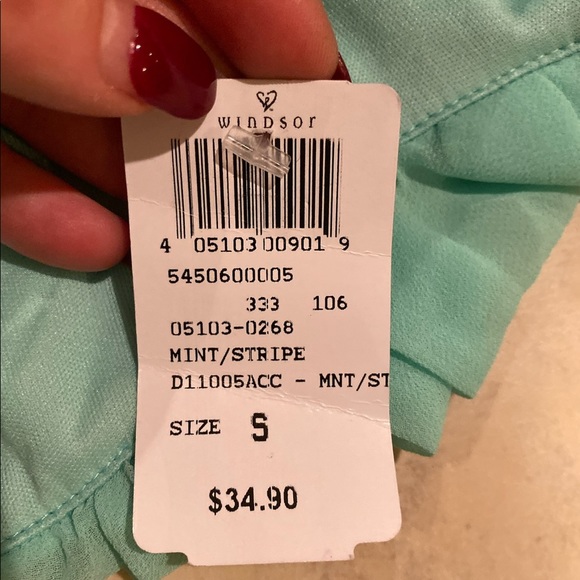 WINDSOR
4 05103 00901 9
5450600005
333 106
05103-0268
MINT/STRIPE
D11005ACC - MNT/ST
SIZE S
$34.90